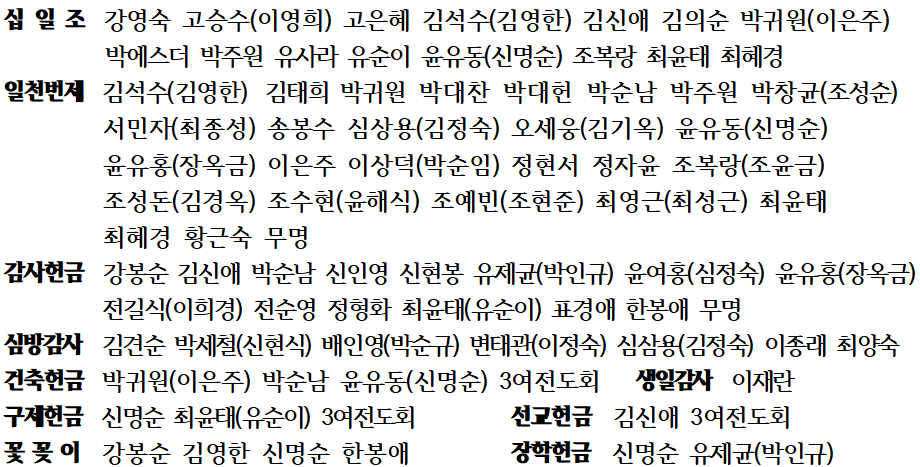 십 일 조 강영숙 고승수(이영희) 고은혜 김석수(김영한) 김신애 김의순 박귀원(이은주)
박에스더 박주원 유사라 유순이 윤유동(신명순) 조복랑 최윤태 최혜경
일천번제 김석수(김영한) 김태희 박귀원 박대찬 박대헌 박순남 박주원 박창균(조성순)
서민자(최종성) 송봉수 심상용(김정숙) 오세웅(김기옥) 윤유동(신명순)
윤유홍(장옥금) 이은주 이상덕(박순임) 정현서 정자윤 조복랑(조윤금)
조성돈(김경옥) 조수현(윤해식) 조예빈(조현준) 최영근(최성근) 최윤태
최혜경 황근숙 무명
감사헌금 강봉순 김신애 박순남 신인영 신현봉 유제균(박인규) 윤여홍(심정숙) 윤유홍(장옥금)
전길식(이희경) 전순영 정형화 최윤태(유순이) 표경애 한봉애 무명
심방감사 김견순 박세철(신현식) 배인영(박순규) 변태관(이정숙) 심삼용(김정숙) 이종래 최양숙
건축헌금 박귀원(이은주) 박순남 윤유동(신명순) 3여전도회 생일감사 이재란
구제헌금 신명순 최윤태(유순이) 3여전도회 선교헌금 김신애 3여전도회
꽃 꽂 이 강봉순 김영한 신명순 한봉애 장학헌금 신명순 유제균(박인규)